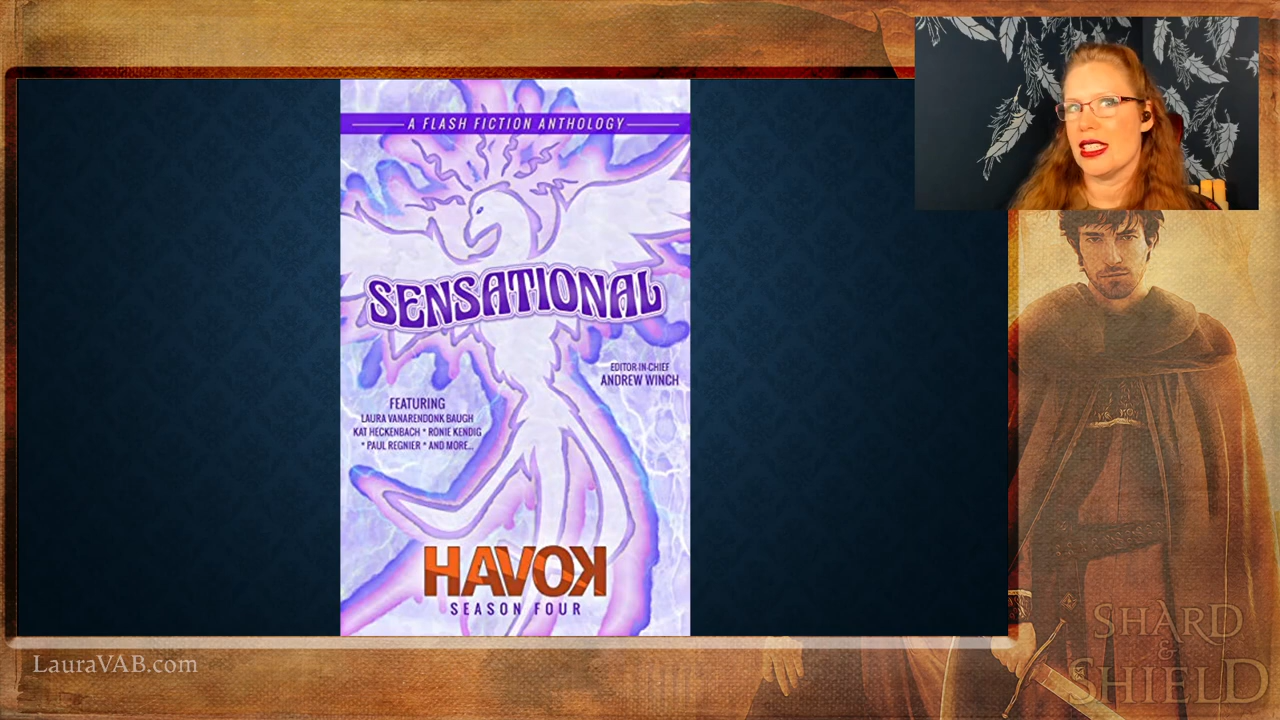 A FLASH FICTION ANTHOLOGY
SENSATIONAL
EDITOR-IN-CHIEF
ANDREW WINCH
FEATURING
LAURA VANARENDONK BAUGH
KAT HECKENBACH * RONIE KENDIG
* PAUL REGNIER * AND MORE...
HAVOK
SEASON FOUR
LauraVAB.com
SHARD
&
SHIELD